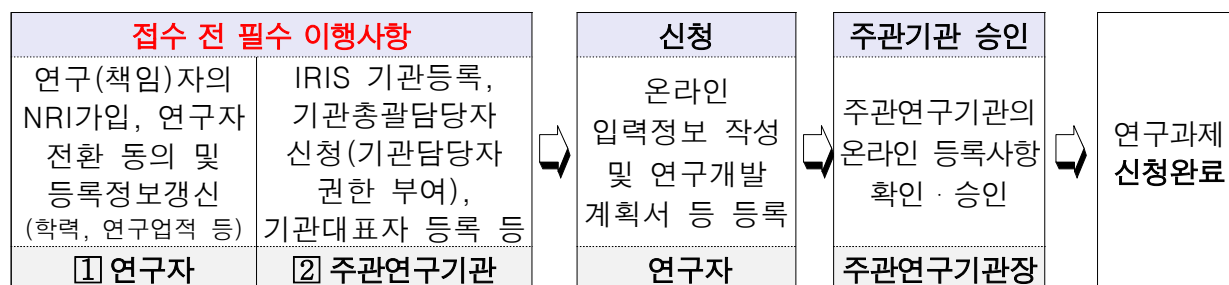 접수 전 필수 이행사항
연구(책임)자의
NRI가입, 연구자
전환 동의 및
등록정보갱신
(학력, 연구업적 등)
1 연구자
IRIS 기관등록,
기관총괄담당자
신청(기관담당자
권한 부여),
기관대표자 등록 등
2 주관연구기관
신청
온라인
입력정보 작성
및 연구개발
계획서 등 등록
연구자
주관기관 승인
주관연구기관의
온라인 등록사항
확인 · 승인
주관연구기관장
연구과제
신청완료